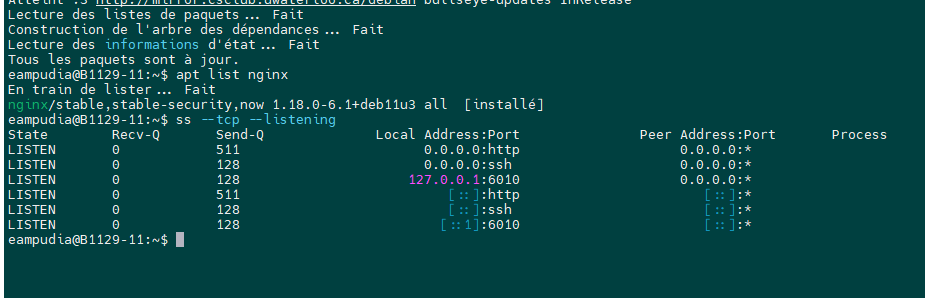 Atteint :3 http://mirror.csclub.uwaterloo.ca/debian bullseye-updates InRelease
Lecture des listes de paquets... Fait
Construction de l'arbre des dépendances... Fait
Lecture des informations d'état... Fait
Tous les paquets sont à jour.
eampudia@B1129-11:~$ apt list nginx
En train de lister... Fait
nginx/stable,stable-security,now 1.18.0-6.1+deb11u3 all  [installé]
eampudia@B1129-11:~$ ss --tcp --listening
State Recv-Q Send-Q Local Address:Port Peer Address:Port Process
LISTEN 0 511 0.0.0.0:http 0.0.0.0:*
LISTEN 0 128 0.0.0.0:ssh 0.0.0.0:*
LISTEN 0 128 127.0.0.1:6010 0.0.0.0:*
LISTEN 0 511 [::]:http [::]:*
LISTEN 0 128 [::]:ssh [::]:*
LISTEN 0 128 [::1]:6010 [::]:*
eampudia@B1129-11:~$